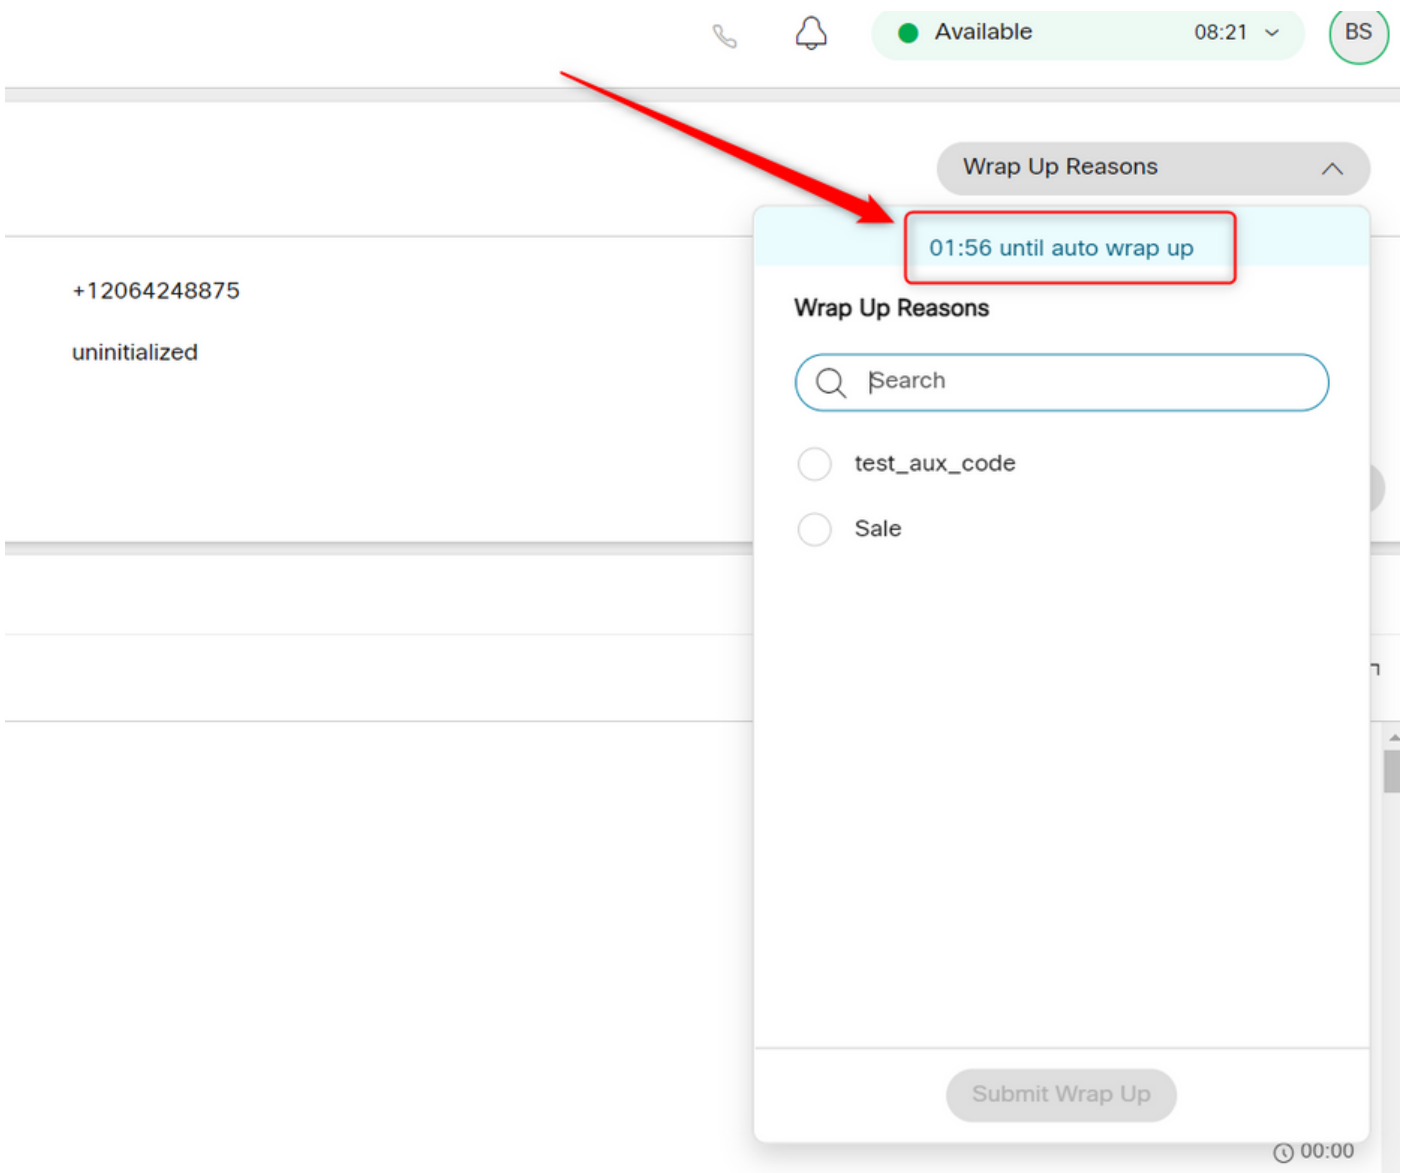 Available 08:21 BS
Wrap Up Reasons
01:56 until auto wrap up
+12064248875
Wrap Up Reasons
uninitialized
Search
test_aux_code
Sale
Submit Wrap Up
00:00